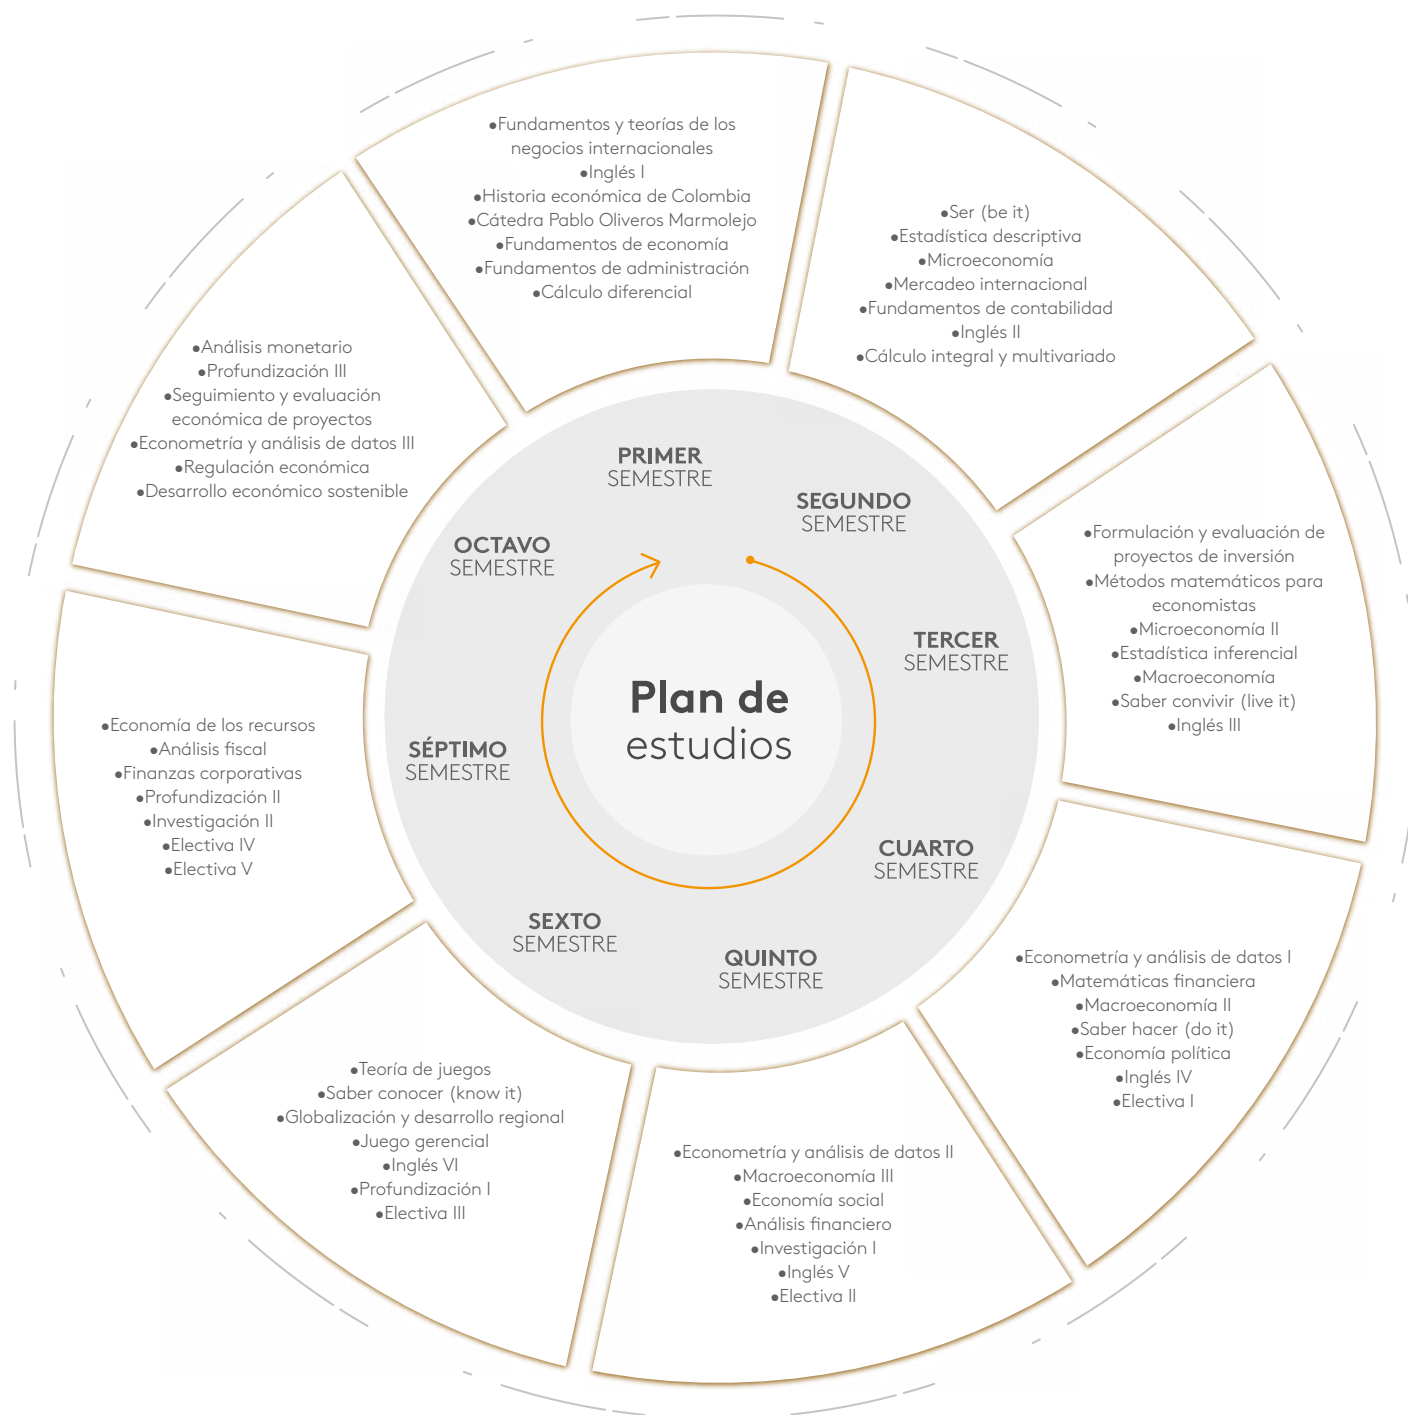 Plan de
estudios
PRIMER
SEMESTRE
●Fundamentos y teorías de los
negocios internacionales
●Inglés I
●Historia económica de Colombia
●Cátedra Pablo Oliveros Marmolejo
●Fundamentos de economía
●Fundamentos de administración
●Cálculo diferencial
SEGUNDO
SEMESTRE
●Ser (be it)
●Estadística descriptiva
●Microeconomía
●Mercadeo internacional
●Fundamentos de contabilidad
●Inglés II
●Cálculo integral y multivariado
TERCER
SEMESTRE
●Formulación y evaluación de
proyectos de inversión
●Métodos matemáticos para
economistas
●Microeconomía II
●Estadística inferencial
●Macroeconomía
●Saber convivir (live it)
●Inglés III
CUARTO
SEMESTRE
●Econometría y análisis de datos I
●Matemáticas financiera
●Macroeconomía II
●Saber hacer (do it)
●Economía política
●Inglés IV
●Electiva I
QUINTO
SEMESTRE
●Econometría y análisis de datos II
●Macroeconomía III
●Economía social
●Análisis financiero
●Investigación I
●Inglés V
●Electiva II
SEXTO
SEMESTRE
●Teoría de juegos
●Saber conocer (know it)
●Globalización y desarrollo regional
●Juego gerencial
●Inglés VI
●Profundización I
●Electiva III
SÉPTIMO
SEMESTRE
●Economía de los recursos
●Análisis fiscal
●Finanzas corporativas
●Profundización II
●Investigación II
●Electiva IV
●Electiva V
OCTAVO
SEMESTRE
●Análisis monetario
●Profundización III
●Seguimiento y evaluación
económica de proyectos
●Econometría y análisis de datos III
●Regulación económica
●Desarrollo económico sostenible